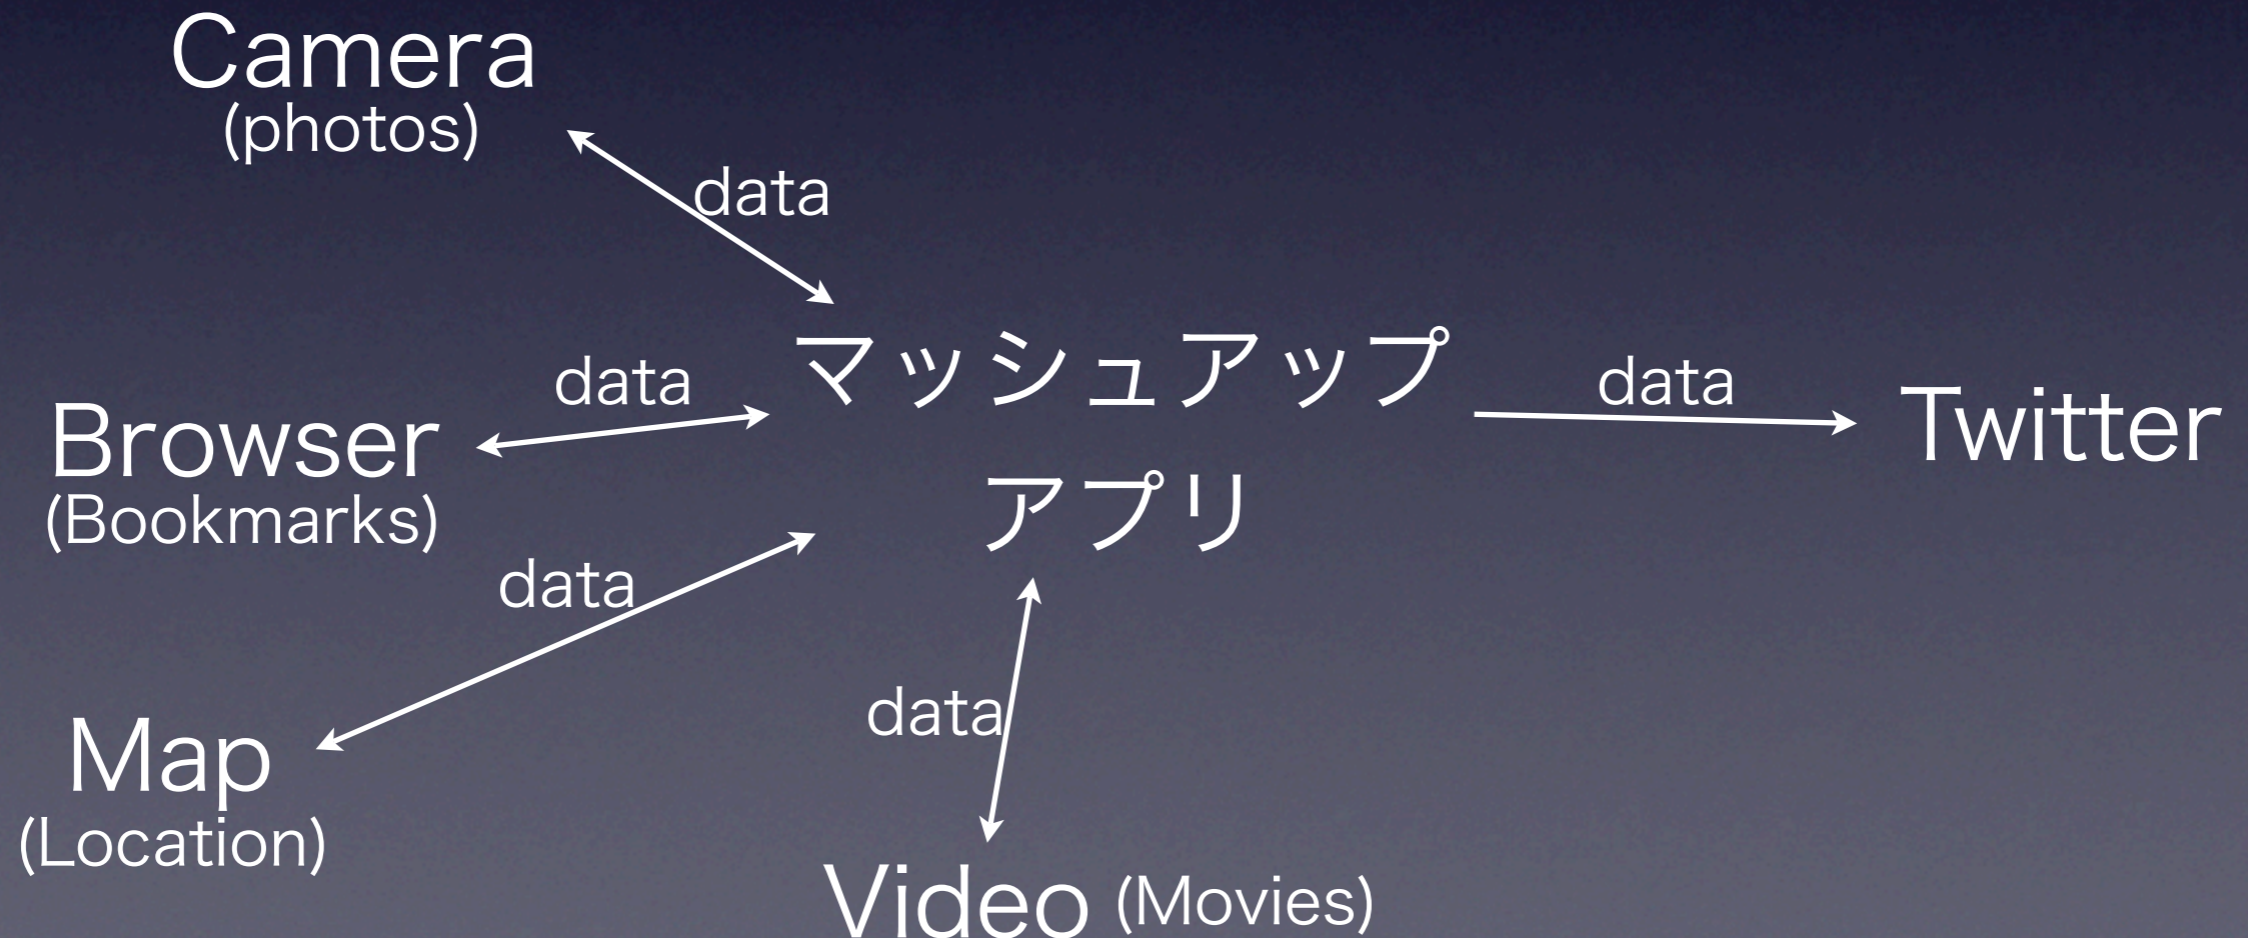 Camera
(photos)
data
マッシュアップ
アプリ
data
Browser
(Bookmarks)
data
Twitter
data
Map
(Location)
data
Video (Movies)